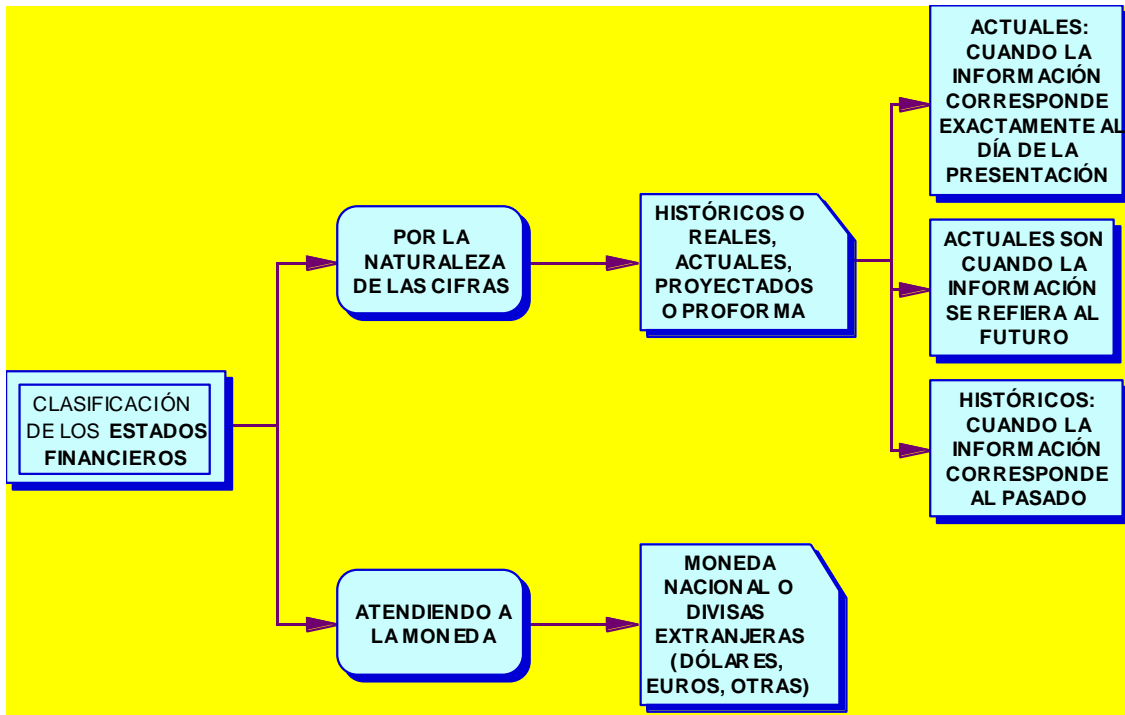 CLASIFICACIÓN
DE LOS ESTADOS
FINANCIEROS
POR LA
NATURALEZA
DE LAS CIFRAS
HISTÓRICOS O
REALES,
ACTUALES,
PROYECTADOS
O PROFORMA
ACTUALES:
CUANDO LA
INFORMACIÓN
CORRESPONDE
EXACTAMENTE AL
DÍA DE LA
PRESENTACIÓN
ACTUALES SON
CUANDO LA
INFORMACIÓN
SE REFIERA AL
FUTURO
HISTÓRICOS:
CUANDO LA
INFORMACIÓN
CORRESPONDE
AL PASADO
ATENDIENDO A
LA MONEDA
MONEDA
NACIONAL O
DIVISAS
EXTRANJERAS
(DÓLARES,
EUROS, OTRAS)